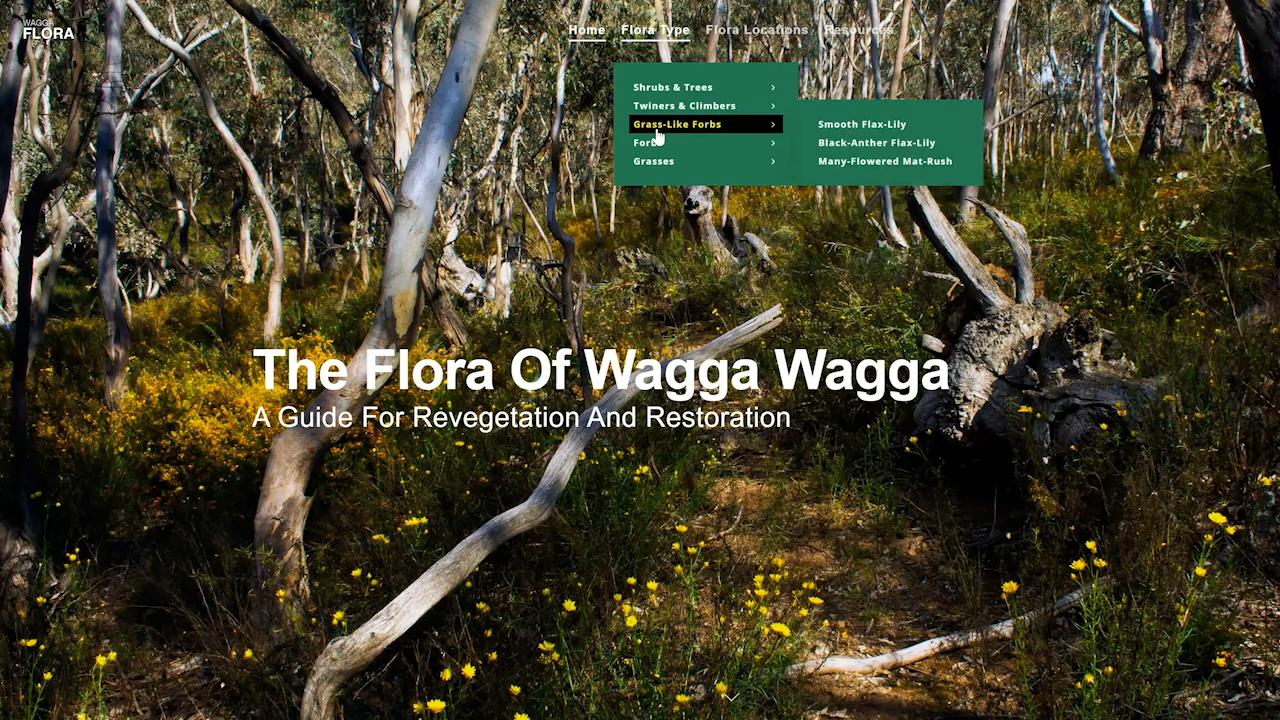 WAGGA
FLORA
Home Flora Type Flora Locations Resources
Shrubs & Trees
Twiners & Climbers
Grass-Like Forbs
Forbs
Grasses
Smooth Flax-Lily
Black-Anther Flax-Lily
Many-Flowered Mat-Rush
The Flora Of Wagga Wagga
A Guide For Revegetation And Restoration